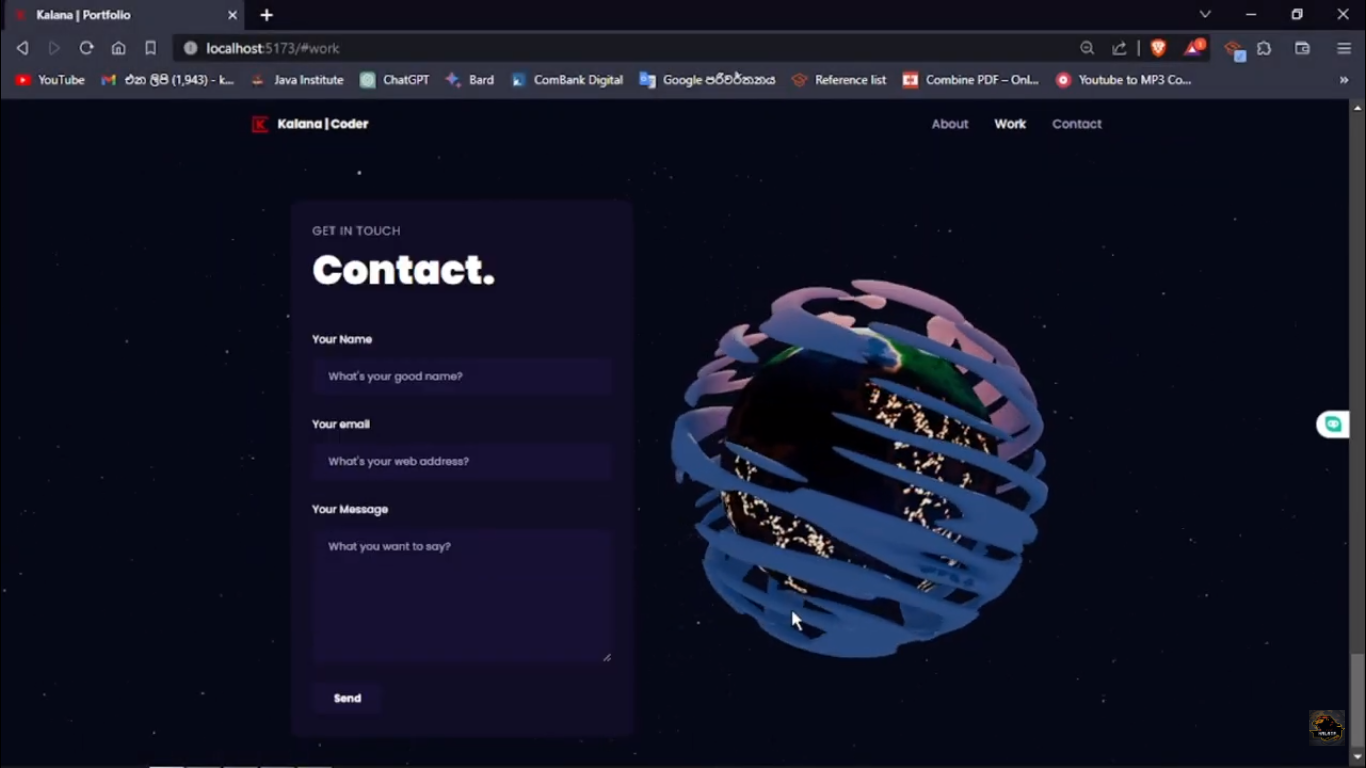 Kalana | Portfolio
localhost:5173/#work
YouTube
එන ලිපි (1,943) - k...
Java Institute
ChatGPT
Bard
ComBank Digital
Google පරිවර්තනය
Reference list
Combine PDF – Onl...
Youtube to MP3 Co...
Kalana | Coder
About
Work
Contact
GET IN TOUCH
Contact.
Your Name
What's your good name?
Your email
What's your web address?
Your Message
What you want to say?
Send